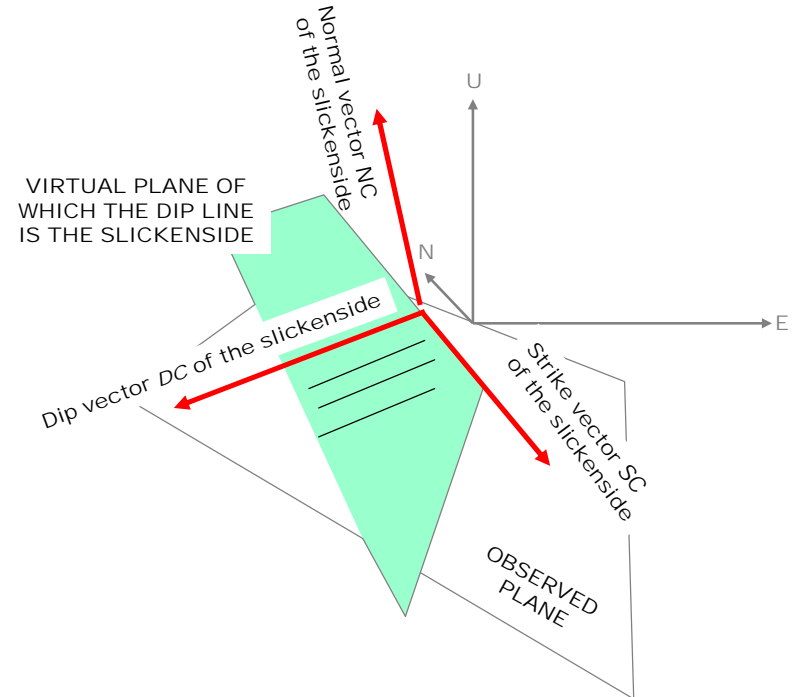 Normal vector NC
of the slickenside
U
VIRTUAL PLANE OF
WHICH THE DIP LINE
IS THE SLICKENSIDE
N
E
Dip vector DC of the slickenside
Strike vector SC
of the slickenside
OBSERVED
PLANE